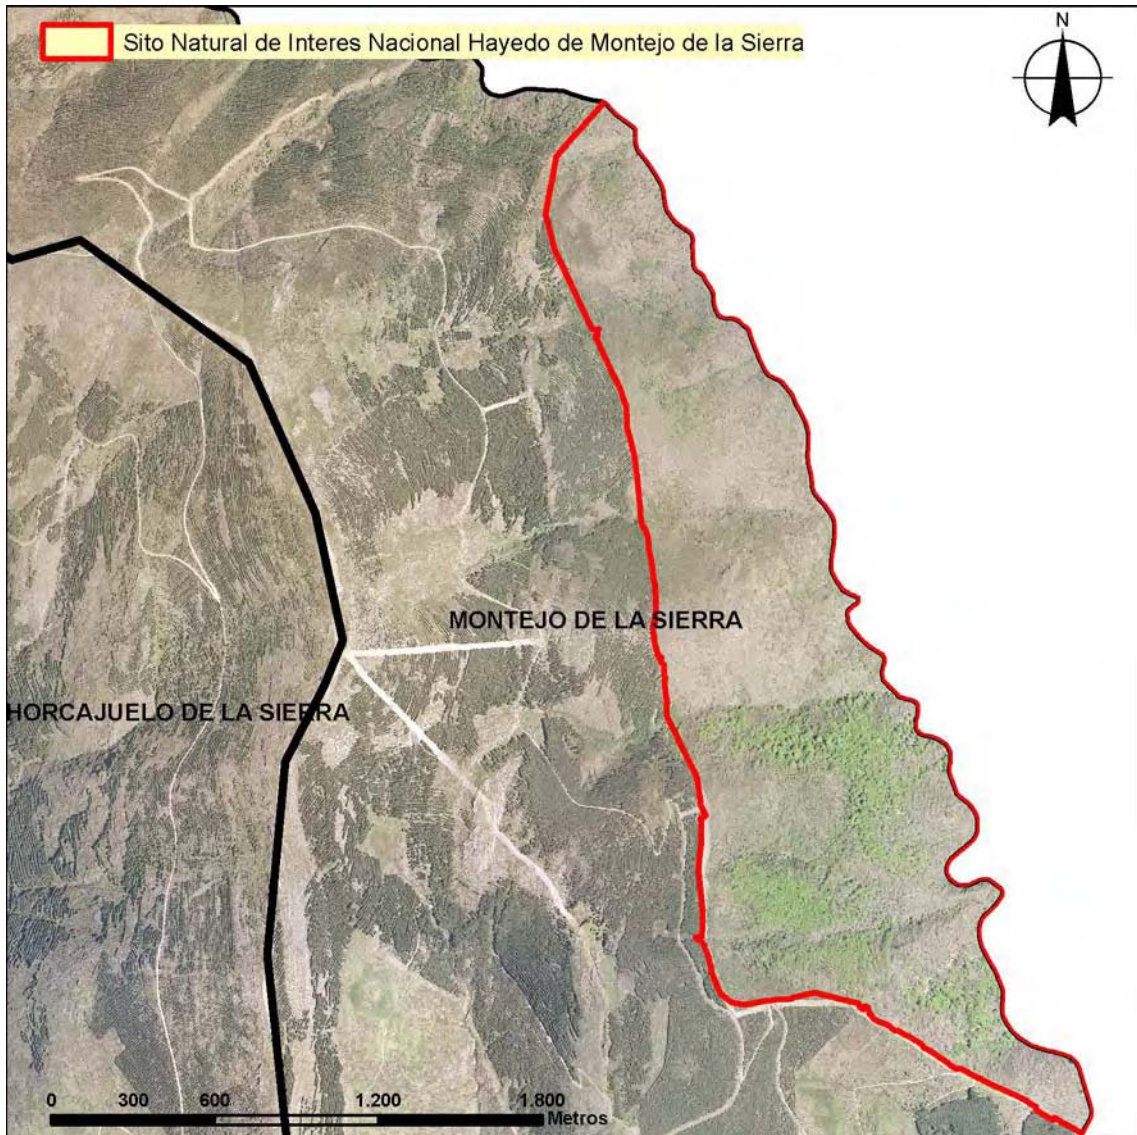 Sito Natural de Interes Nacional Hayedo de Montejo de la Sierra
N
MONTEJO DE LA SIERRA
HORCAJUELO DE LA SIERRA
0 300 600 1.200 1.800
Metros